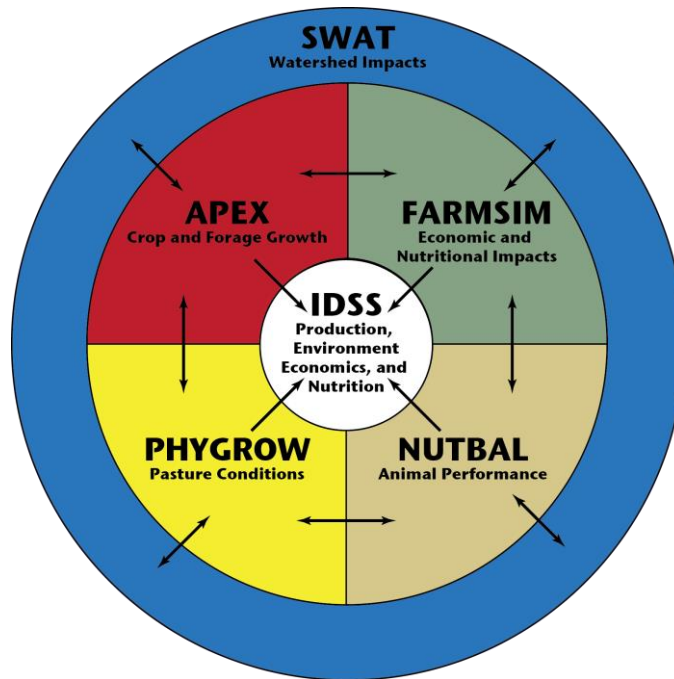 SWAT
Watershed Impacts
APEX
Crop and Forage Growth
FARMSIM
Economic and
Nutritional Impacts
IDSS
Production,
Environment
Economics, and
Nutrition
PHYGROW
Pasture Conditions
NUTBAL
Animal Performance